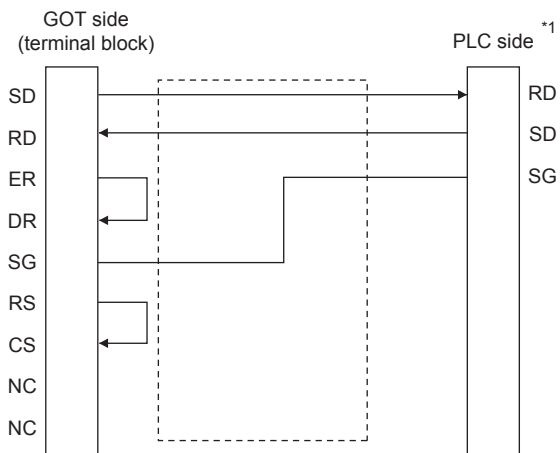 GOT side
(terminal block)
PLC side *1
SD
RD
ER
DR
SG
RS
CS
NC
NC
RD
SD
SG